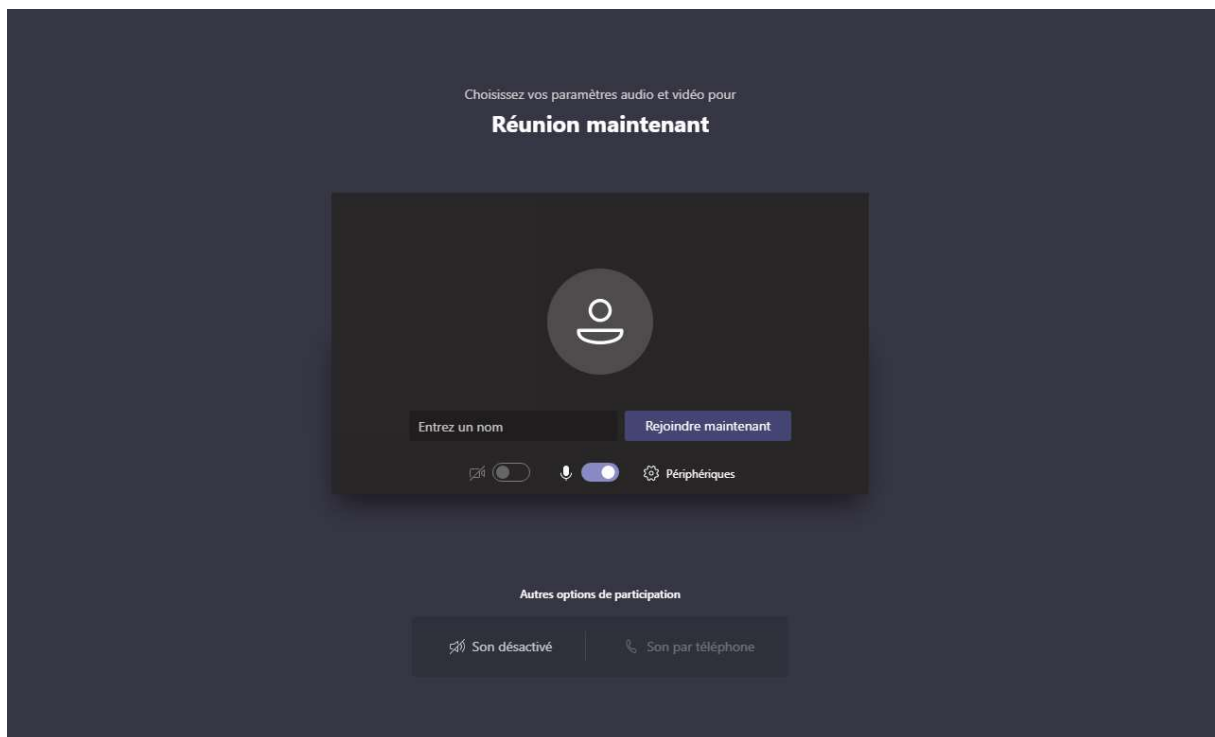 Choisissez vos paramètres audio et vidéo pour
Réunion maintenant
Entrez un nom
Rejoindre maintenant
Périphériques
Autres options de participation
Son désactivé
Son par téléphone